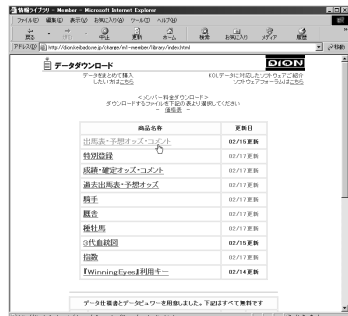 情報ライブラリ - Member - Microsoft Internet Explorer
ファイル(F) 編集(E) 表示(V) お気に入り(A) ツール(T) ヘルプ(H)
戻る 中止 更新 ホーム 検索 お気に入り メディア 履歴
アドレス(D) http://dionkeibadone.jp/charge/ml-member/library/index.html 移動
データダウンロード DION
データをまとめて購入
したい方はこちら
KOLデータに対応したソフトウェアご紹介
ソフトウェアフォーラムはこちら
<メンバー料金ダウンロード>
ダウンロードするファイルを下記の表より選択してください
- 価格表 -
商品名称 更新日
出馬表・予想オッズ・コメント 02/15更新
特別登録 02/17更新
成績・確定オッズ・コメント 02/17更新
過去出馬表・予想オッズ 02/17更新
騎手 02/17更新
厩舎 02/17更新
種牡馬 02/17更新
3代血統図 02/15更新
指数 02/17更新
『WinningEyes』利用キー 02/14更新
データ仕様書とデータビューワーを用意しました。下記はすべて無料です